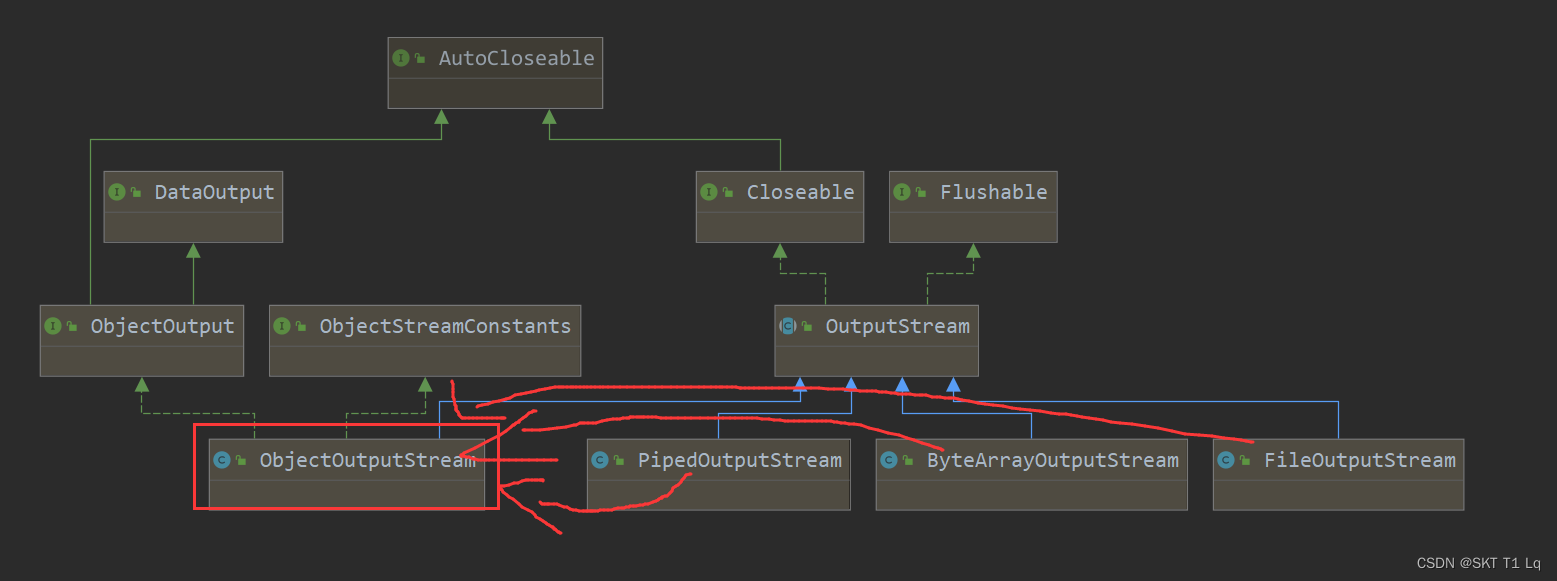 AutoCloseable
DataOutput
Closeable
Flushable
ObjectOutput
ObjectStreamConstants
OutputStream
ObjectOutputStream
PipedOutputStream
ByteArrayOutputStream
FileOutputStream
CSDN @SKT T1 Lq